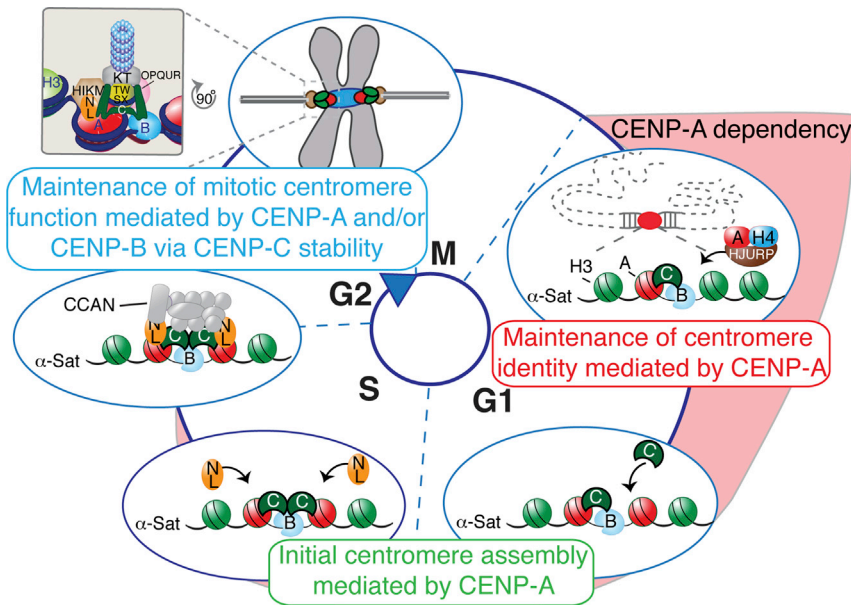 H3
KT
OPQUR
HIKM
TW
N
SX
L
C
A
B
90°
CENP-A dependency
Maintenance of mitotic centromere
function mediated by CENP-A and/or
CENP-B via CENP-C stability
M
G2
S
G1
A H4
HJURP
H3
A
C
B
α-Sat
Maintenance of centromere
identity mediated by CENP-A
CCAN
N
L
C C
N
L
B
α-Sat
N
L
N
L
C C
B
α-Sat
C
C
B
α-Sat
Initial centromere assembly
mediated by CENP-A